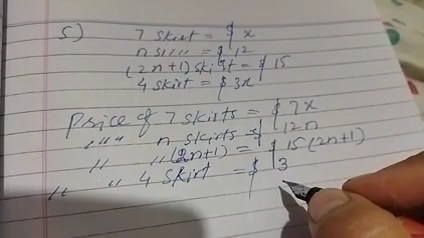 5) 7 skirt = $ x
n " " = $ 12
(2n+1) skirt = $ 15
4 skirt = $ 3x
Price of 7 skirts = $ 7x
" " n skirts = $ 12n
" " (2n+1) = $ 15(2n+1)
" " 4 skirt = $ 3